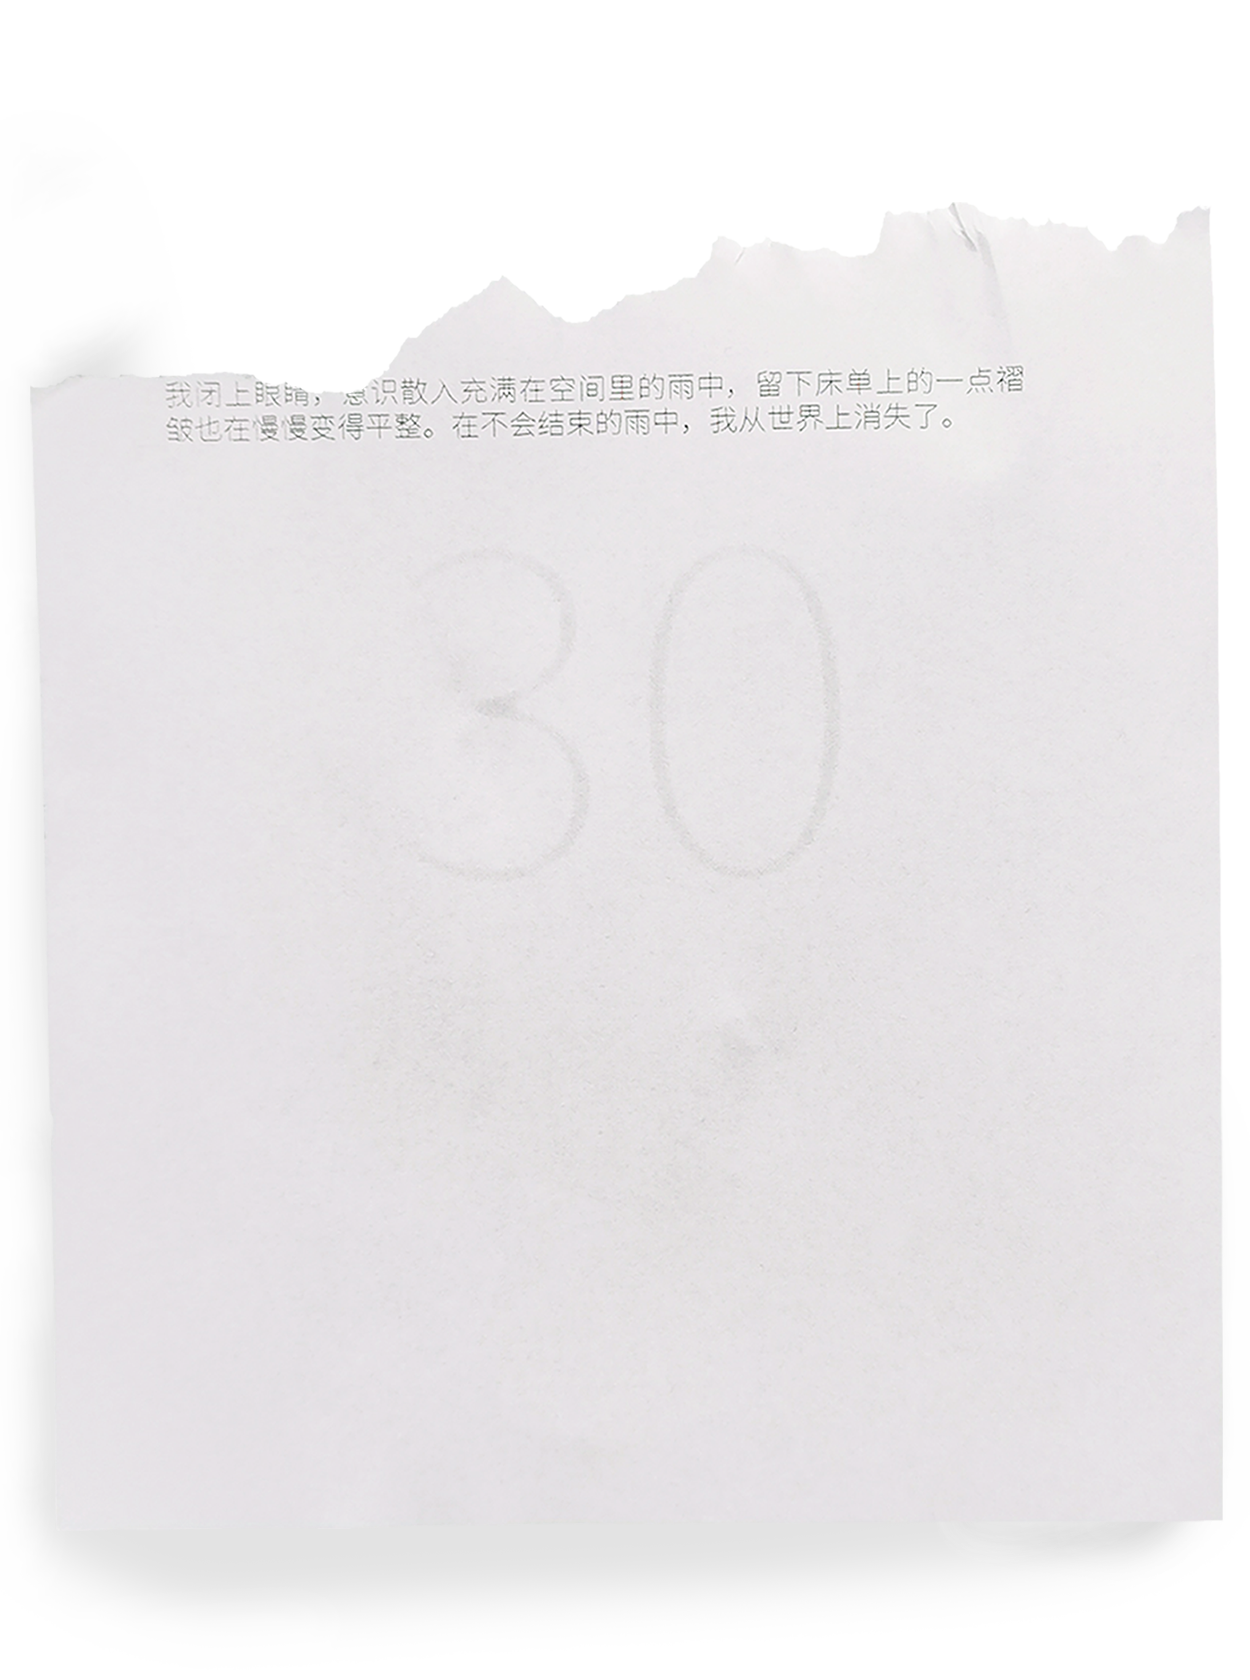 我闭上眼睛，意识散入充满在空间里的雨中，留下床单上的一点褶
皱也在慢慢变得平整。在不会结束的雨中，我从世界上消失了。
30